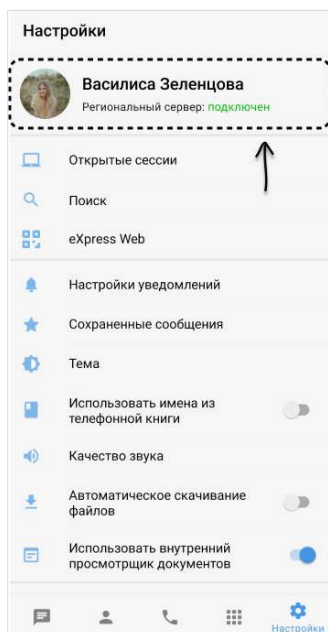 Настройки
Василиса Зеленцова
Региональный сервер: подключен
Открытые сессии
Поиск
eXpress Web
Настройки уведомлений
Сохраненные сообщения
Тема
Использовать имена из
телефонной книги
Качество звука
Автоматическое скачивание
файлов
Использовать внутренний
просмотрщик документов
Настройки